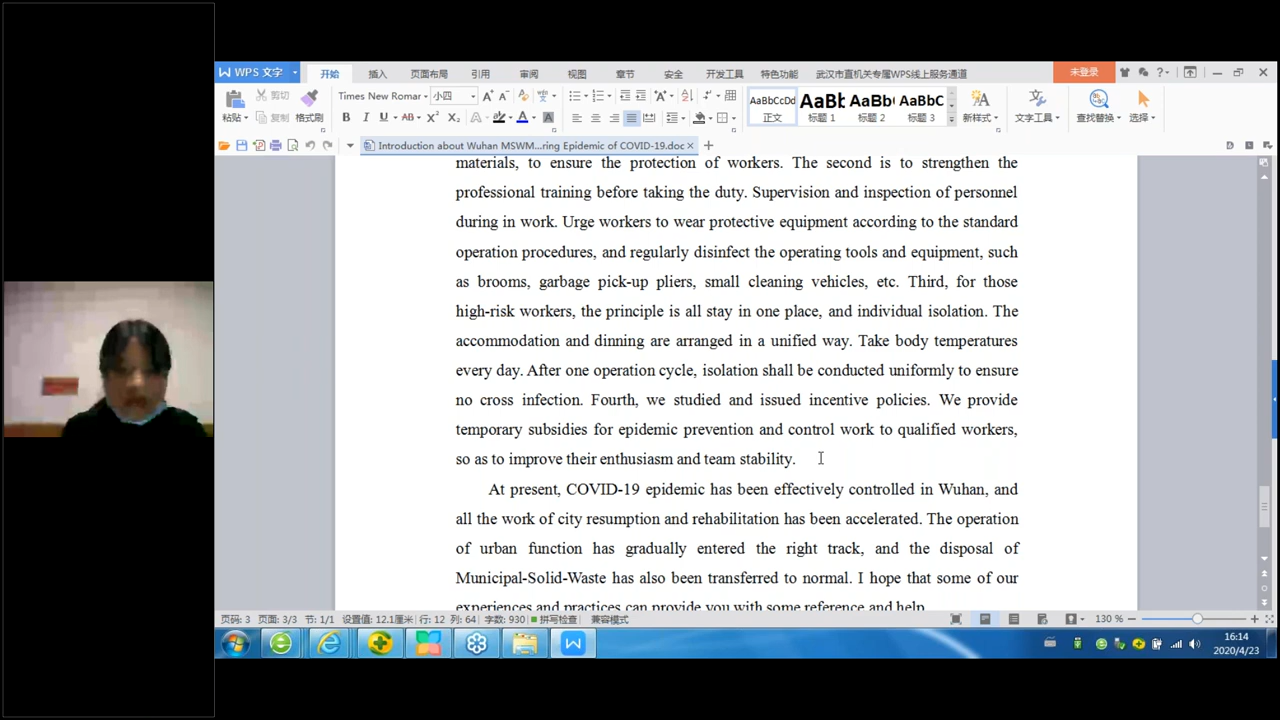 WPS 文字
开始 插入 页面布局 引用 审阅 视图 章节 安全 开发工具 特色功能 武汉市直机关专属WPS线上服务通道 未登录
粘贴 剪切 复制 格式刷 Times New Romar 小四 AaBbCcDd 正文 AaBb 标题 1 AaBb( 标题 2 AaBbC 标题 3 新样式 文字工具 查找替换 选择
Introduction about Wuhan MSWM...ring Epidemic of COVID-19.doc
materials, to ensure the protection of workers. The second is to strengthen the
professional training before taking the duty. Supervision and inspection of personnel
during in work. Urge workers to wear protective equipment according to the standard
operation procedures, and regularly disinfect the operating tools and equipment, such
as brooms, garbage pick-up pliers, small cleaning vehicles, etc. Third, for those
high-risk workers, the principle is all stay in one place, and individual isolation. The
accommodation and dinning are arranged in a unified way. Take body temperatures
every day. After one operation cycle, isolation shall be conducted uniformly to ensure
no cross infection. Fourth, we studied and issued incentive policies. We provide
temporary subsidies for epidemic prevention and control work to qualified workers,
so as to improve their enthusiasm and team stability.
At present, COVID-19 epidemic has been effectively controlled in Wuhan, and
all the work of city resumption and rehabilitation has been accelerated. The operation
of urban function has gradually entered the right track, and the disposal of
Municipal-Solid-Waste has also been transferred to normal. I hope that some of our
experiences and practices can provide you with some reference and help.
页码: 3 页面: 3/3 节: 1/1 设置值: 12.1厘米 行: 12 列: 64 字数: 930 拼写检查 兼容模式 130 %
16:14
2020/4/23